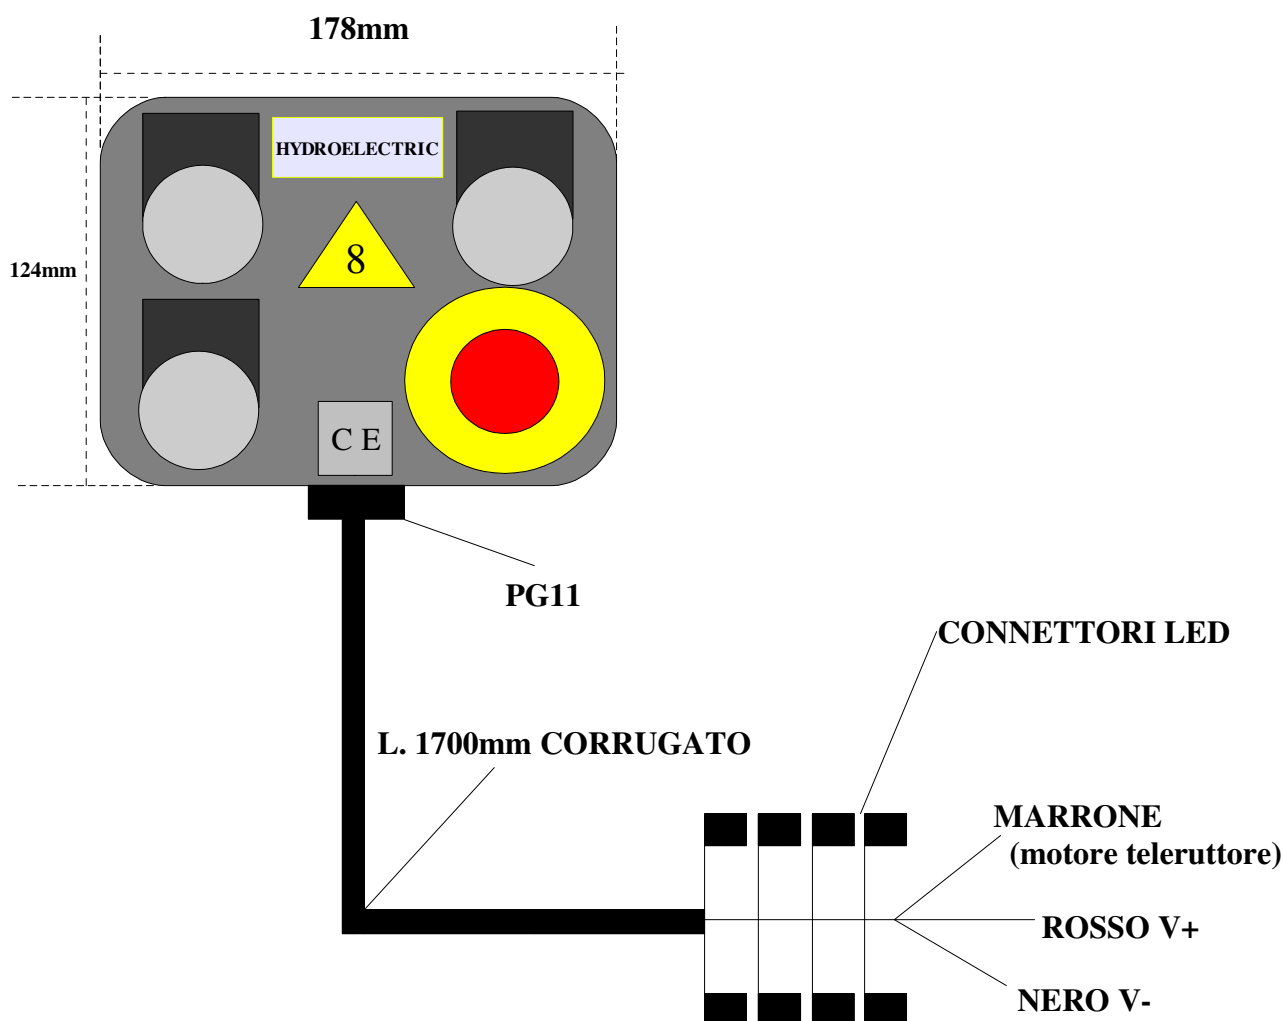 178mm
HYDROELECTRIC
8
124mm
C E
PG11
CONNETTORI LED
L. 1700mm CORRUGATO
MARRONE
(motore teleruttore)
ROSSO V+
NERO V-